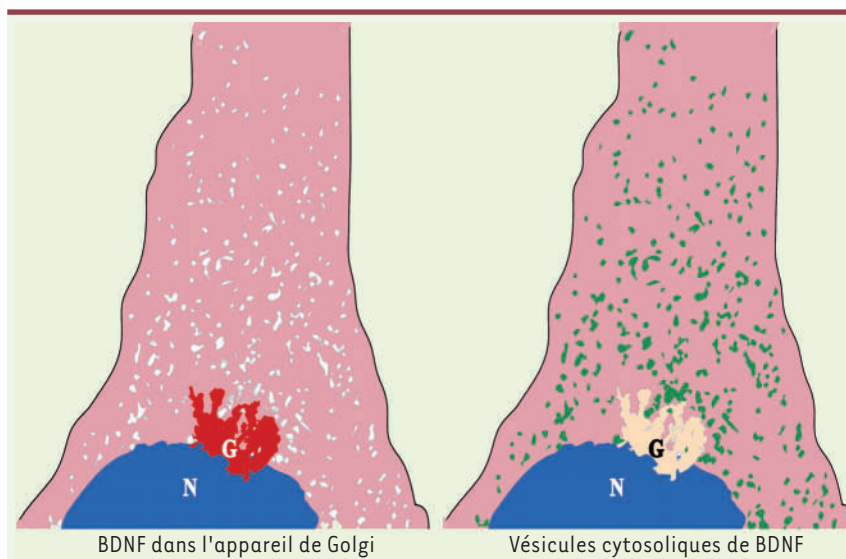 G
N
G
N
BDNF dans l'appareil de Golgi
Vésicules cytosoliques de BDNF